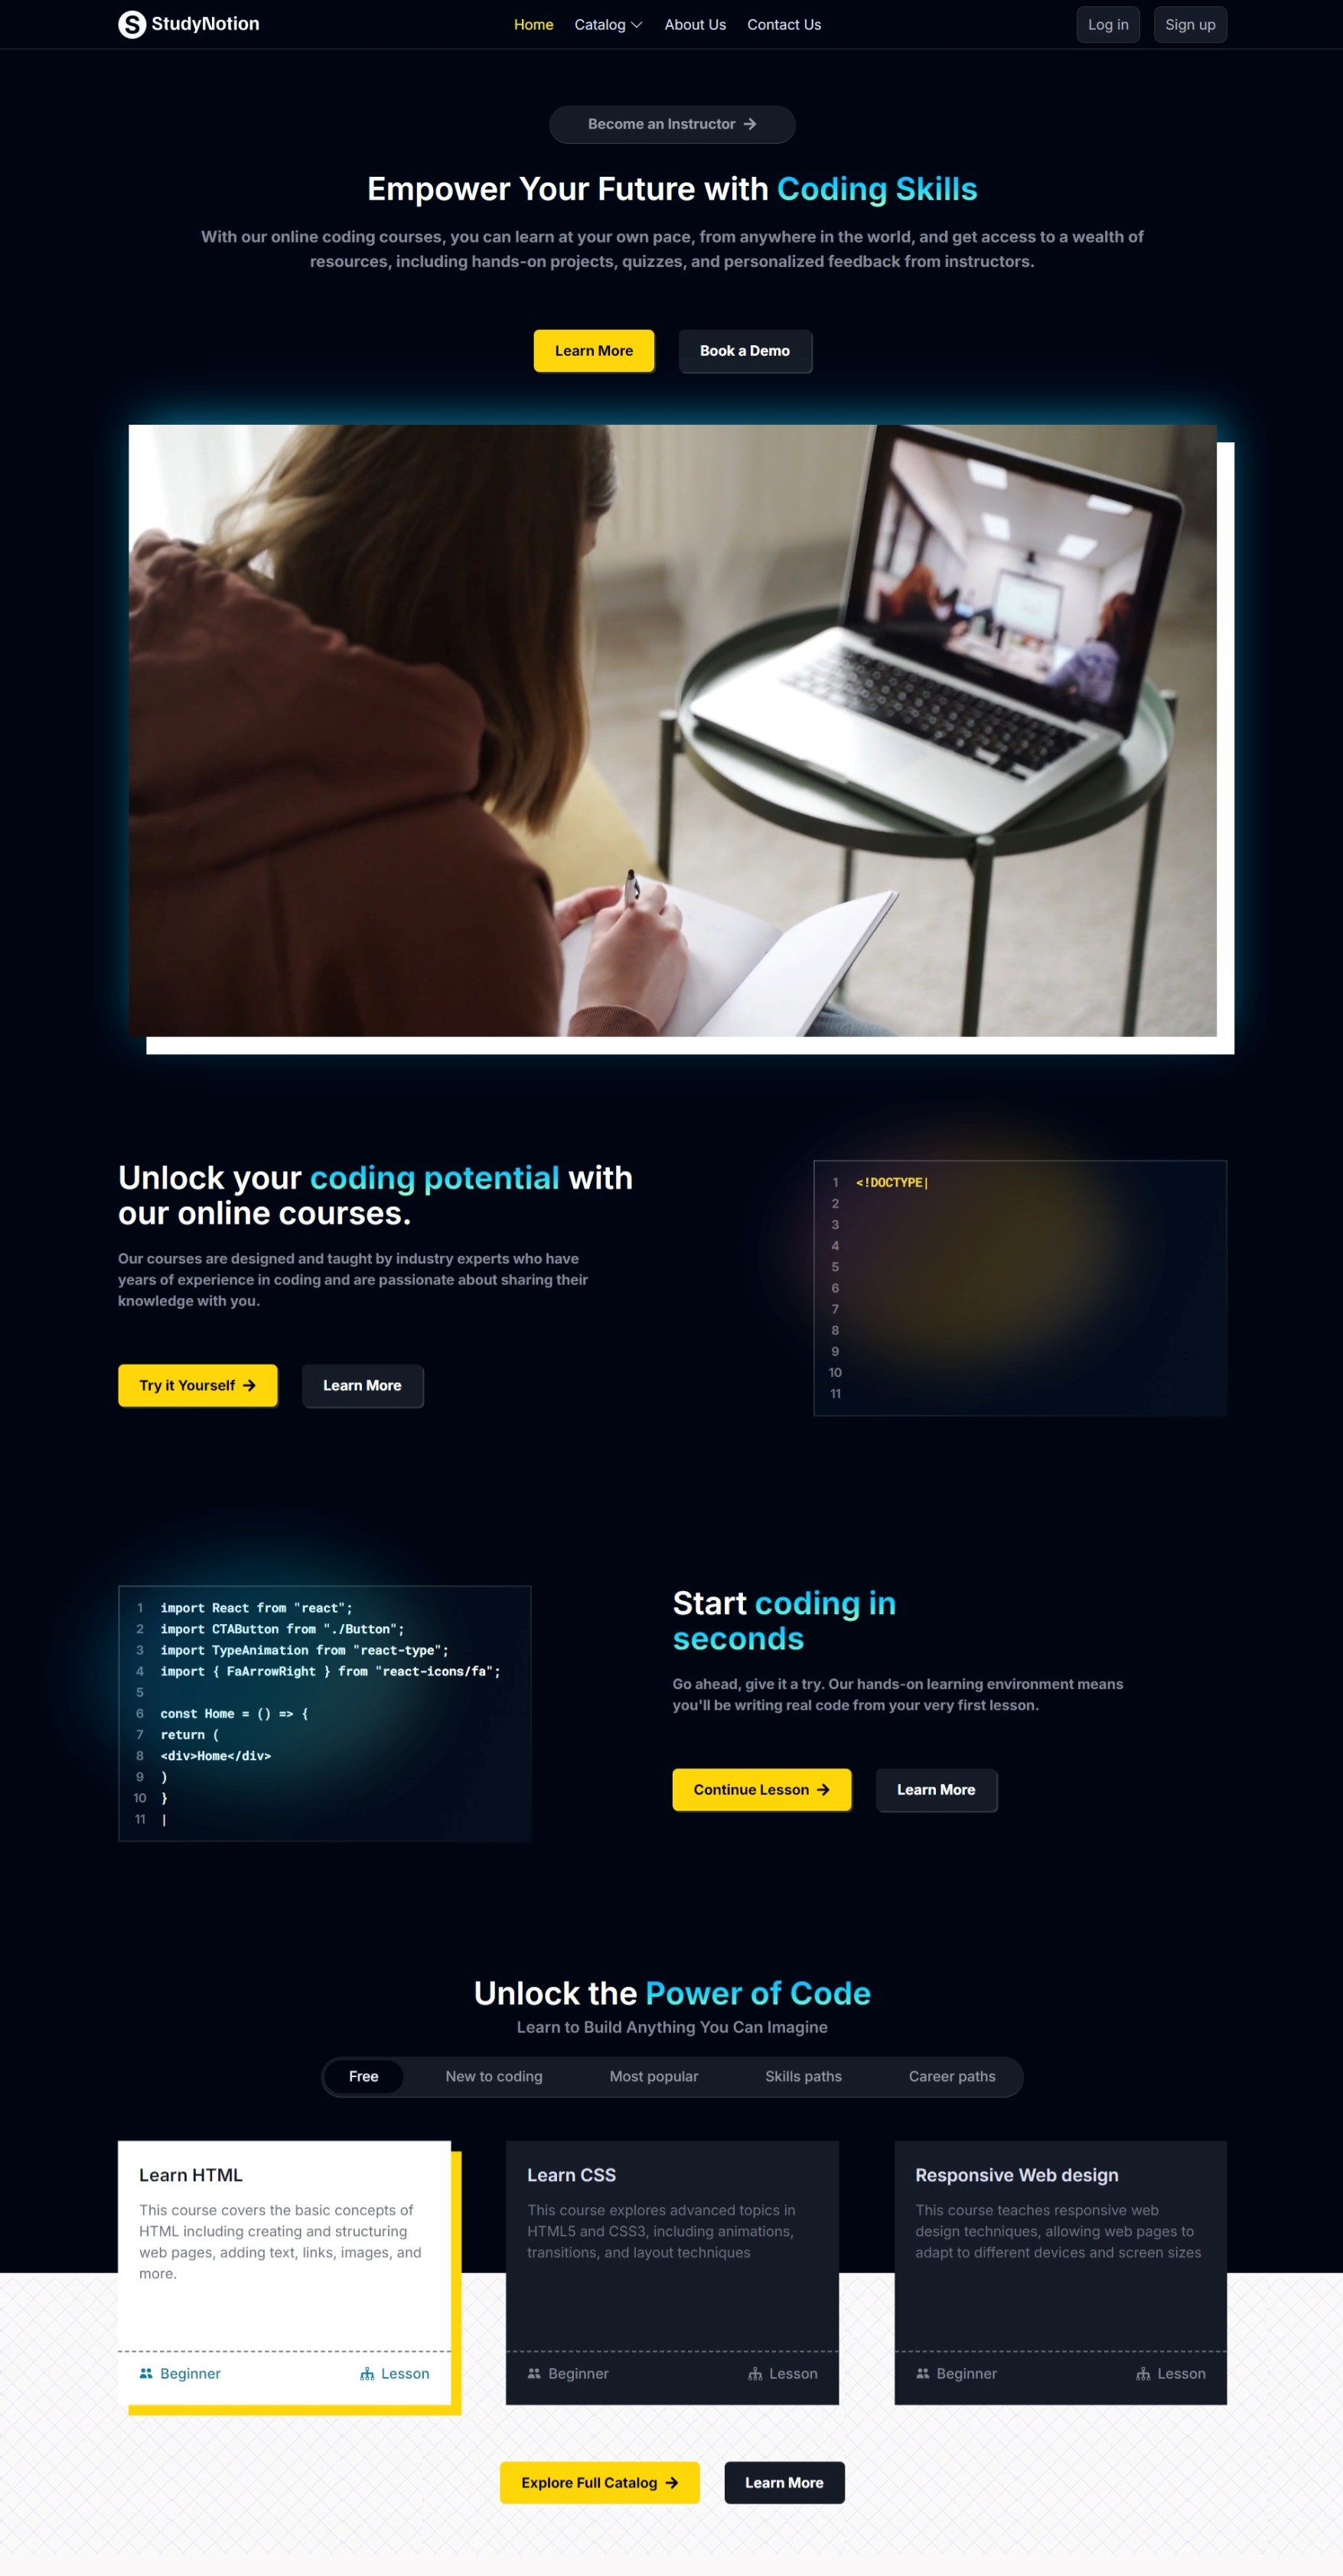 S StudyNotion
Home Catalog About Us Contact Us
Log in Sign up
Become an Instructor →
Empower Your Future with Coding Skills
With our online coding courses, you can learn at your own pace, from anywhere in the world, and get access to a wealth of
resources, including hands-on projects, quizzes, and personalized feedback from instructors.
Learn More Book a Demo
Unlock your coding potential with
our online courses.
Our courses are designed and taught by industry experts who have
years of experience in coding and are passionate about sharing their
knowledge with you.
Try it Yourself → Learn More
1 <!DOCTYPE|
2
3
4
5
6
7
8
9
10
11
1 import React from "react";
2 import CTAButton from "./Button";
3 import TypeAnimation from "react-type";
4 import { FaArrowRight } from "react-icons/fa";
5
6 const Home = () => {
7 return (
8 <div>Home</div>
9 )
10 }
11 |
Start coding in
seconds
Go ahead, give it a try. Our hands-on learning environment means
you'll be writing real code from your very first lesson.
Continue Lesson → Learn More
Unlock the Power of Code
Learn to Build Anything You Can Imagine
Free New to coding Most popular Skills paths Career paths
Learn HTML
This course covers the basic concepts of
HTML including creating and structuring
web pages, adding text, links, images, and
more.
Beginner Lesson
Learn CSS
This course explores advanced topics in
HTML5 and CSS3, including animations,
transitions, and layout techniques
Beginner Lesson
Responsive Web design
This course teaches responsive web
design techniques, allowing web pages to
adapt to different devices and screen sizes
Beginner Lesson
Explore Full Catalog → Learn More